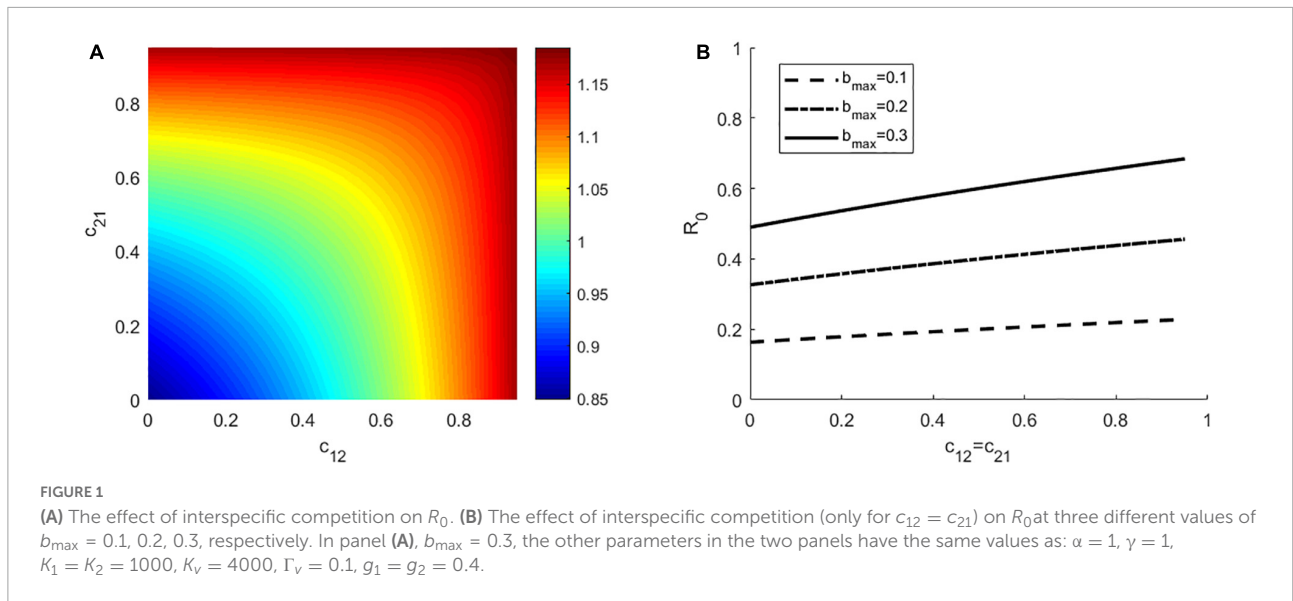 A
c21
0.8
0.6
0.4
0.2
0
0
0.2
0.4
0.6
0.8
c12
1.15
1.1
1.05
1
0.95
0.9
0.85
B
R0
1
0.8
0.6
0.4
0.2
0
0
0.2
0.4
0.6
0.8
1
c12=c21
bmax=0.1
bmax=0.2
bmax=0.3
FIGURE 1
(A) The effect of interspecific competition on R0. (B) The effect of interspecific competition (only for c12 = c21) on R0at three different values of
bmax = 0.1, 0.2, 0.3, respectively. In panel (A), bmax = 0.3, the other parameters in the two panels have the same values as: α = 1, γ = 1,
K1 = K2 = 1000, Kv = 4000, Γv = 0.1, g1 = g2 = 0.4.